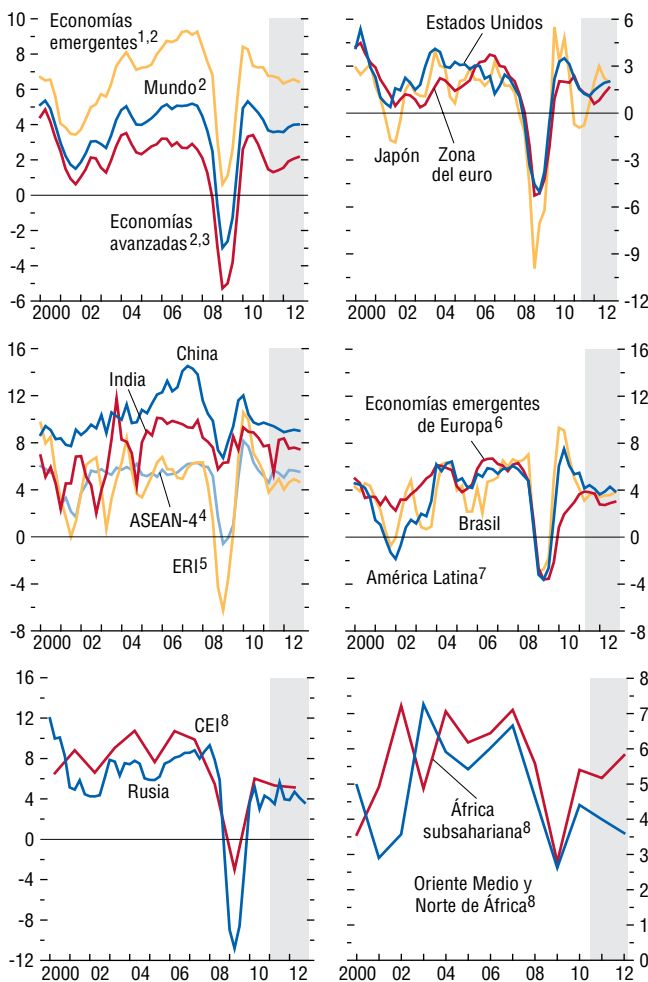 10
8
6
4
2
0
-2
-4
-6
Economías
emergentes1,2
Mundo2
Economías
avanzadas2,3
2000 02 04 06 08 10 12
6
3
0
-3
-6
-9
-12
Estados Unidos
Japón
Zona
del euro
2000 02 04 06 08 10 12
16
12
8
4
0
-4
-8
China
India
ASEAN-44
ERI5
2000 02 04 06 08 10 12
16
12
8
4
0
-4
-8
Economías emergentes
de Europa6
Brasil
América Latina7
2000 02 04 06 08 10 12
16
12
8
4
0
-4
-8
-12
CEI8
Rusia
2000 02 04 06 08 10 12
8
7
6
5
4
3
2
1
0
África
subsahariana8
Oriente Medio y
Norte de África8
2000 02 04 06 08 10 12